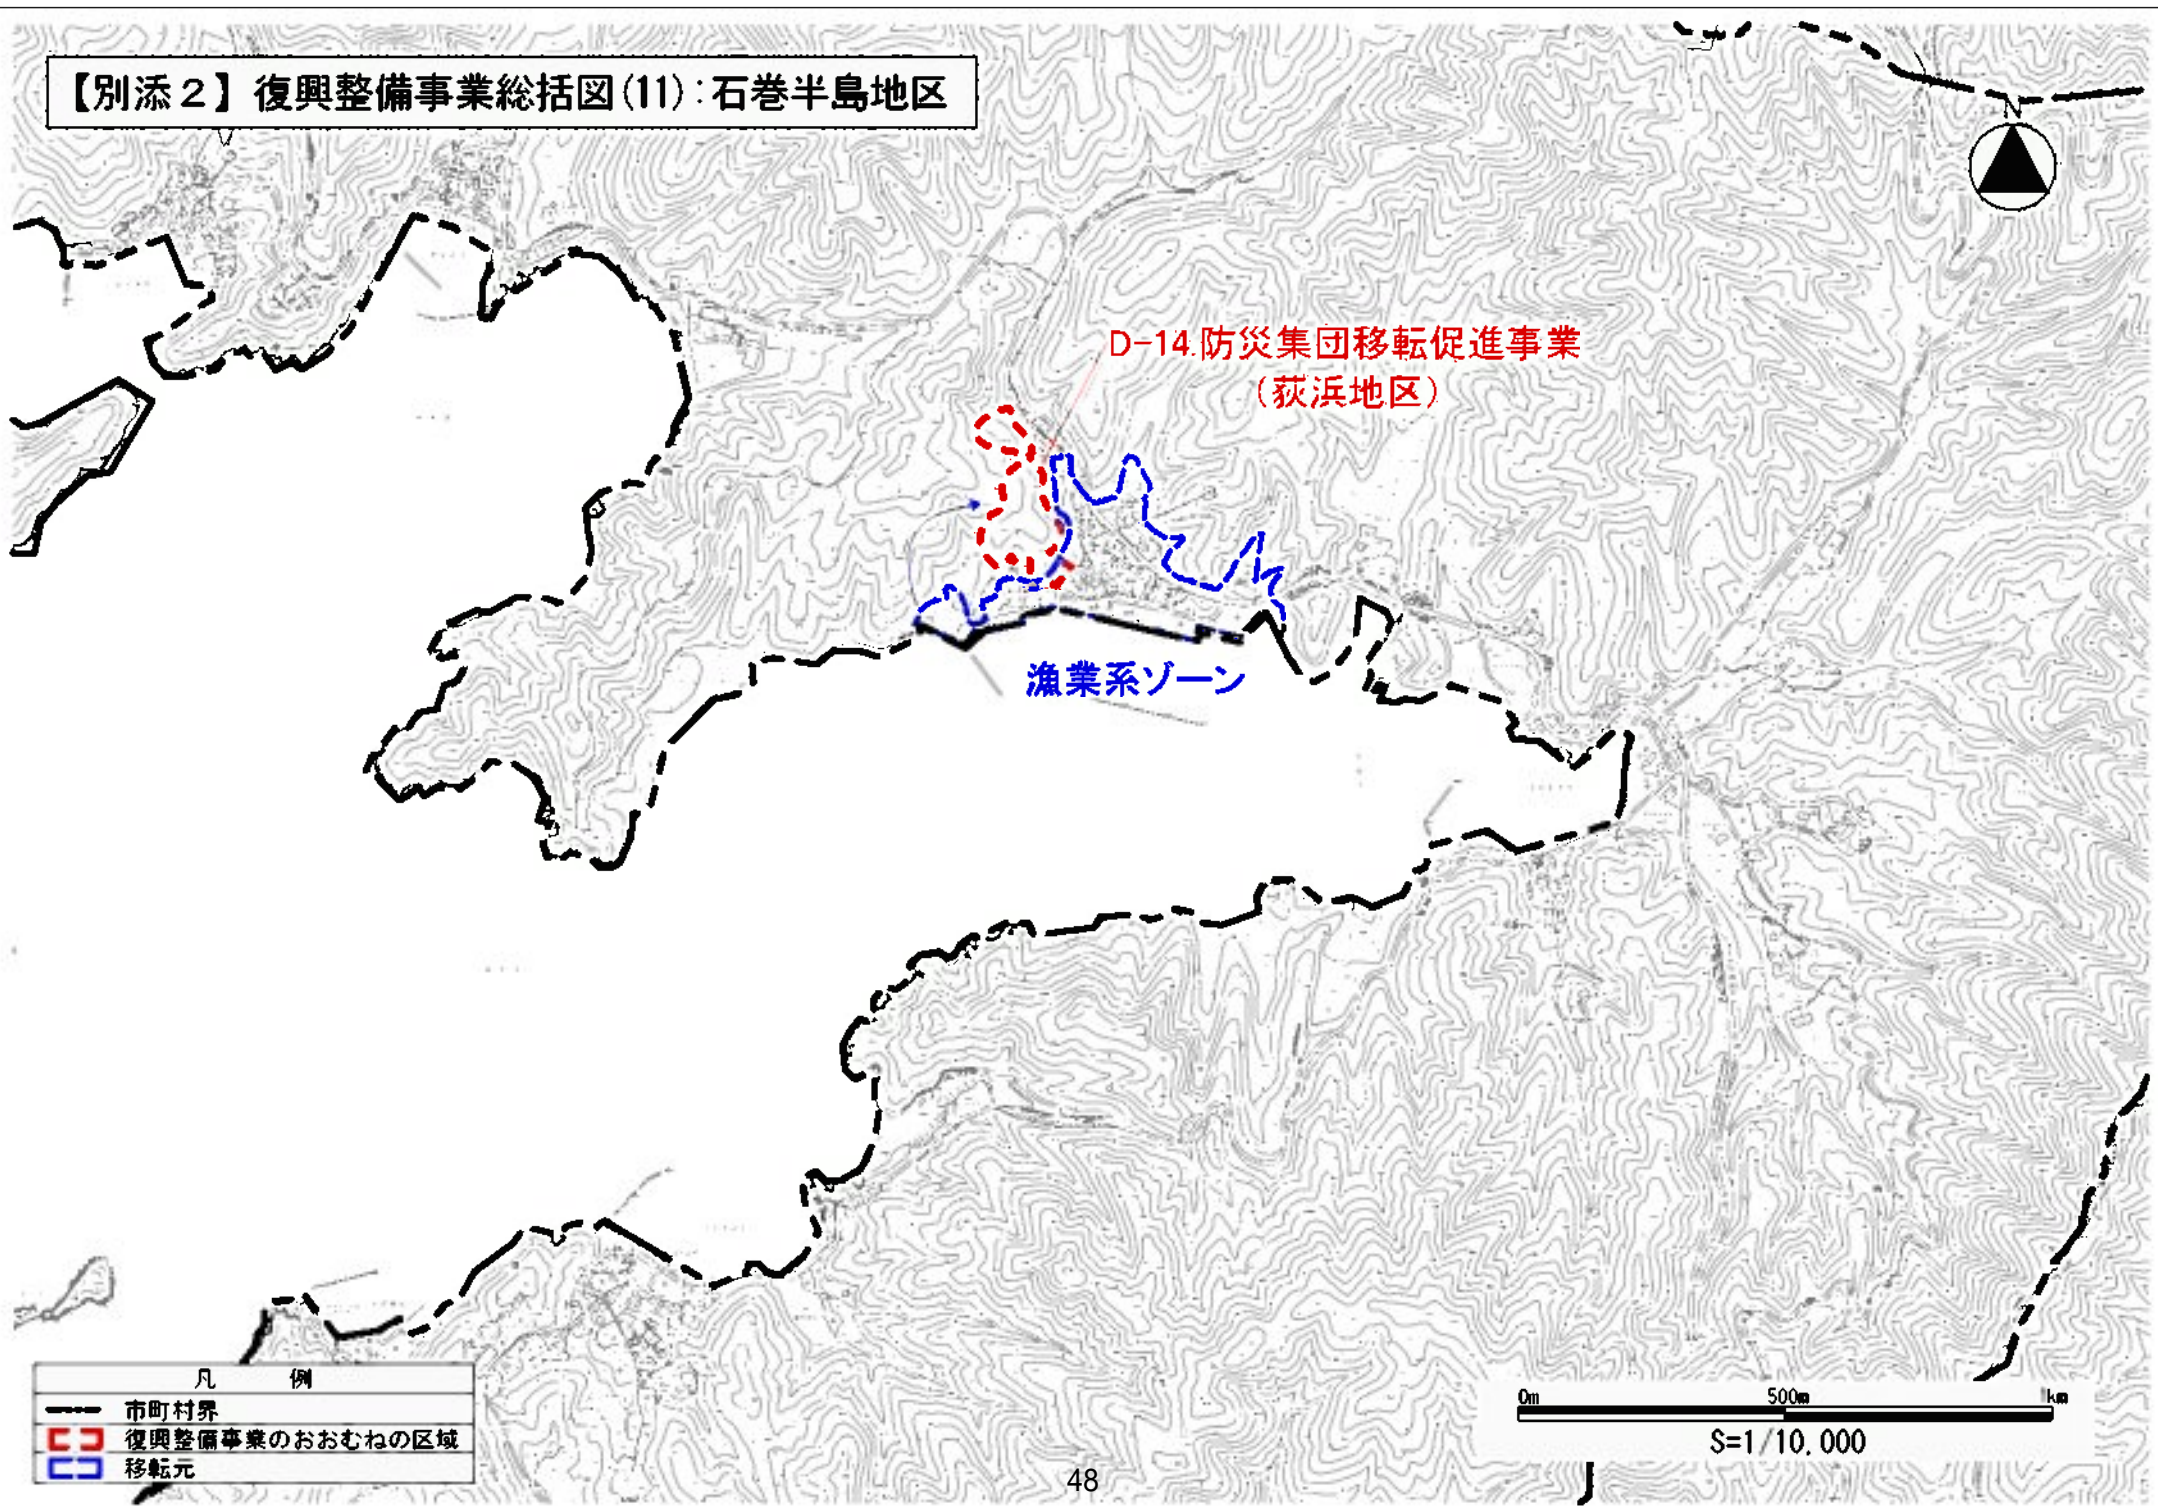 【別添２】復興整備事業総括図(11):石巻半島地区
N
D-14.防災集団移転促進事業
（荻浜地区）
漁業系ゾーン
凡 例
市町村界
復興整備事業のおおむねの区域
移転元
0m 500m 1km
S=1/10,000
48